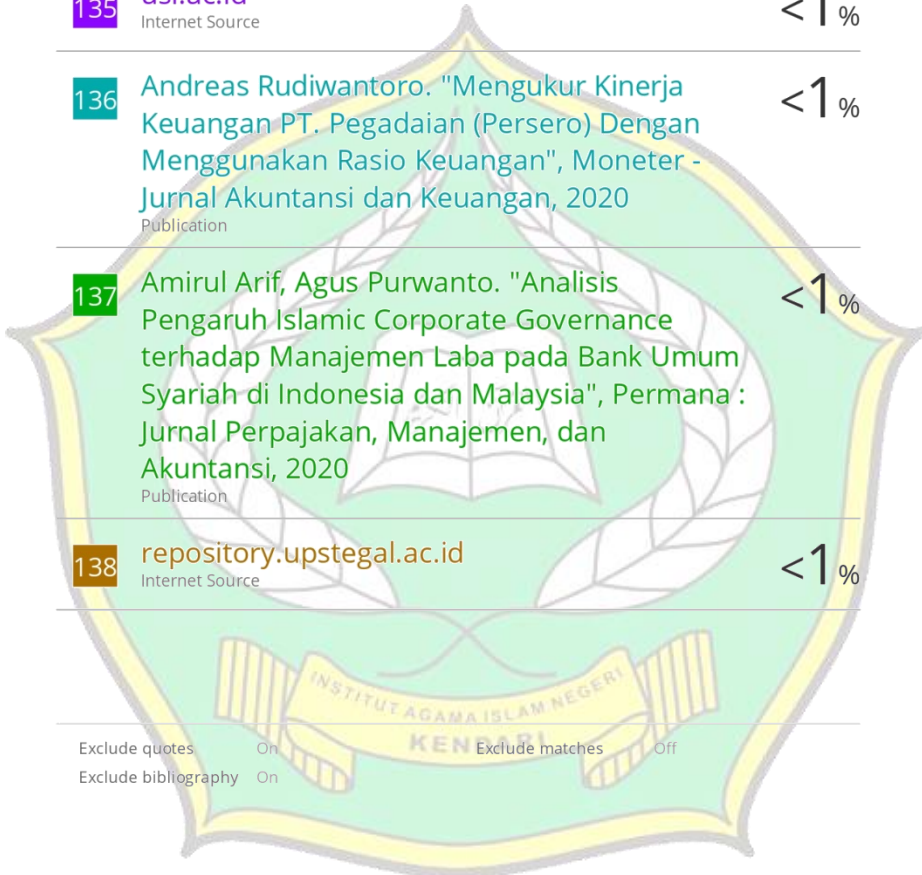 135
Internet Source
<1%
136
Andreas Rudiwantoro. "Mengukur Kinerja
Keuangan PT. Pegadaian (Persero) Dengan
Menggunakan Rasio Keuangan", Moneter -
Jurnal Akuntansi dan Keuangan, 2020
Publication
<1%
137
Amirul Arif, Agus Purwanto. "Analisis
Pengaruh Islamic Corporate Governance
terhadap Manajemen Laba pada Bank Umum
Syariah di Indonesia dan Malaysia", Permana :
Jurnal Perpajakan, Manajemen, dan
Akuntansi, 2020
Publication
<1%
138
repository.upstegal.ac.id
Internet Source
<1%
INSTITUT AGAMA ISLAM NEGERI
KENDARI
Exclude quotes On
Exclude matches Off
Exclude bibliography On